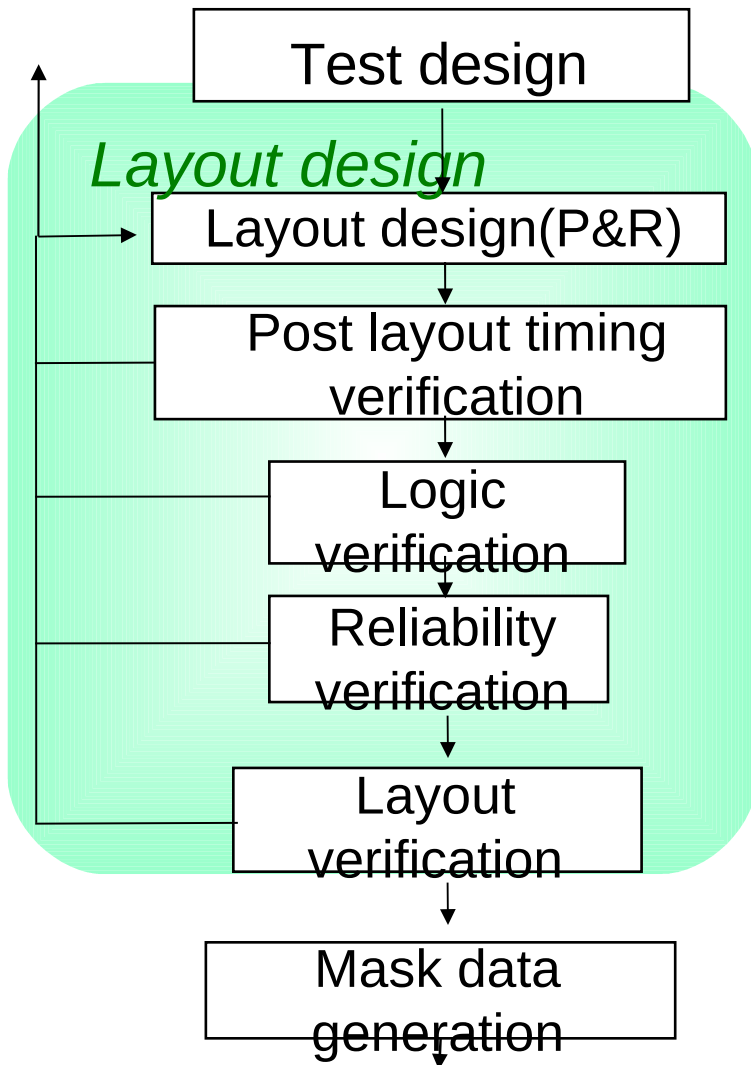 Test design
Layout design
Layout design(P&R)
Post layout timing
verification
Logic
verification
Reliability
verification
Layout
verification
Mask data
generation